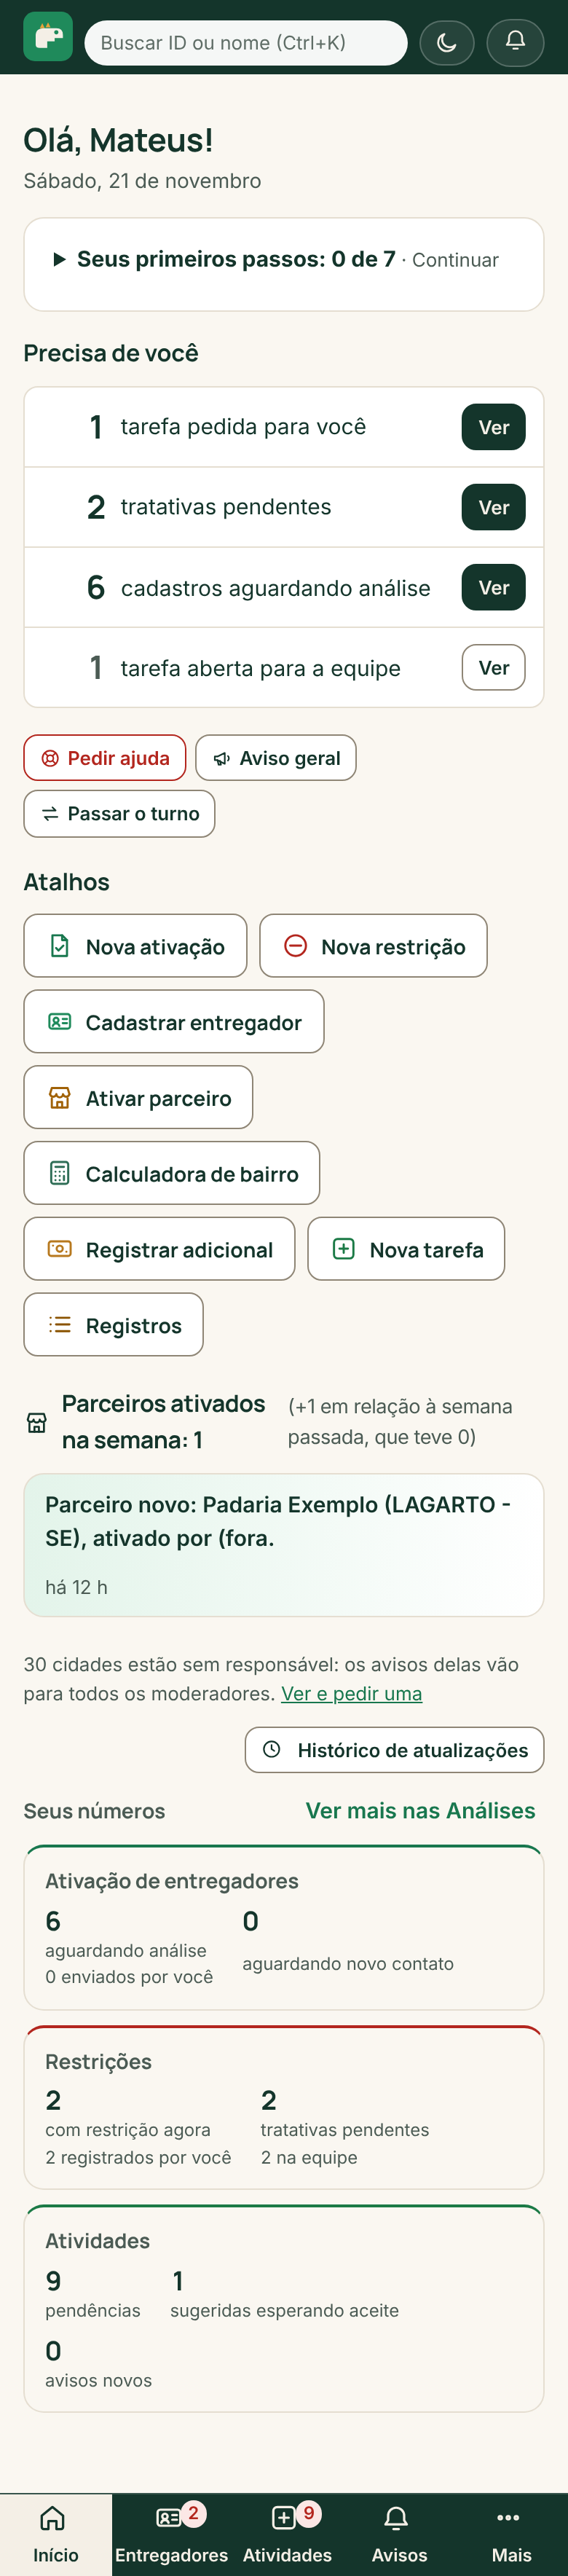 Buscar ID ou nome (Ctrl+K)
Olá, Mateus!
Sábado, 21 de novembro
Seus primeiros passos: 0 de 7 · Continuar
Precisa de você
1 tarefa pedida para você Ver
2 tratativas pendentes Ver
6 cadastros aguardando análise Ver
1 tarefa aberta para a equipe Ver
Pedir ajuda Aviso geral
Passar o turno
Atalhos
Nova ativação Nova restrição
Cadastrar entregador
Ativar parceiro
Calculadora de bairro
Registrar adicional Nova tarefa
Registros
Parceiros ativados
na semana: 1
(+1 em relação à semana
passada, que teve 0)
Parceiro novo: Padaria Exemplo (LAGARTO -
SE), ativado por (fora.
há 12 h
30 cidades estão sem responsável: os avisos delas vão
para todos os moderadores. Ver e pedir uma
Histórico de atualizações
Seus números Ver mais nas Análises
Ativação de entregadores
6
aguardando análise
0 enviados por você
0
aguardando novo contato
Restrições
2
com restrição agora
2 registrados por você
2
tratativas pendentes
2 na equipe
Atividades
9
pendências
1
sugeridas esperando aceite
0
avisos novos
2 9
Início Entregadores Atividades Avisos Mais